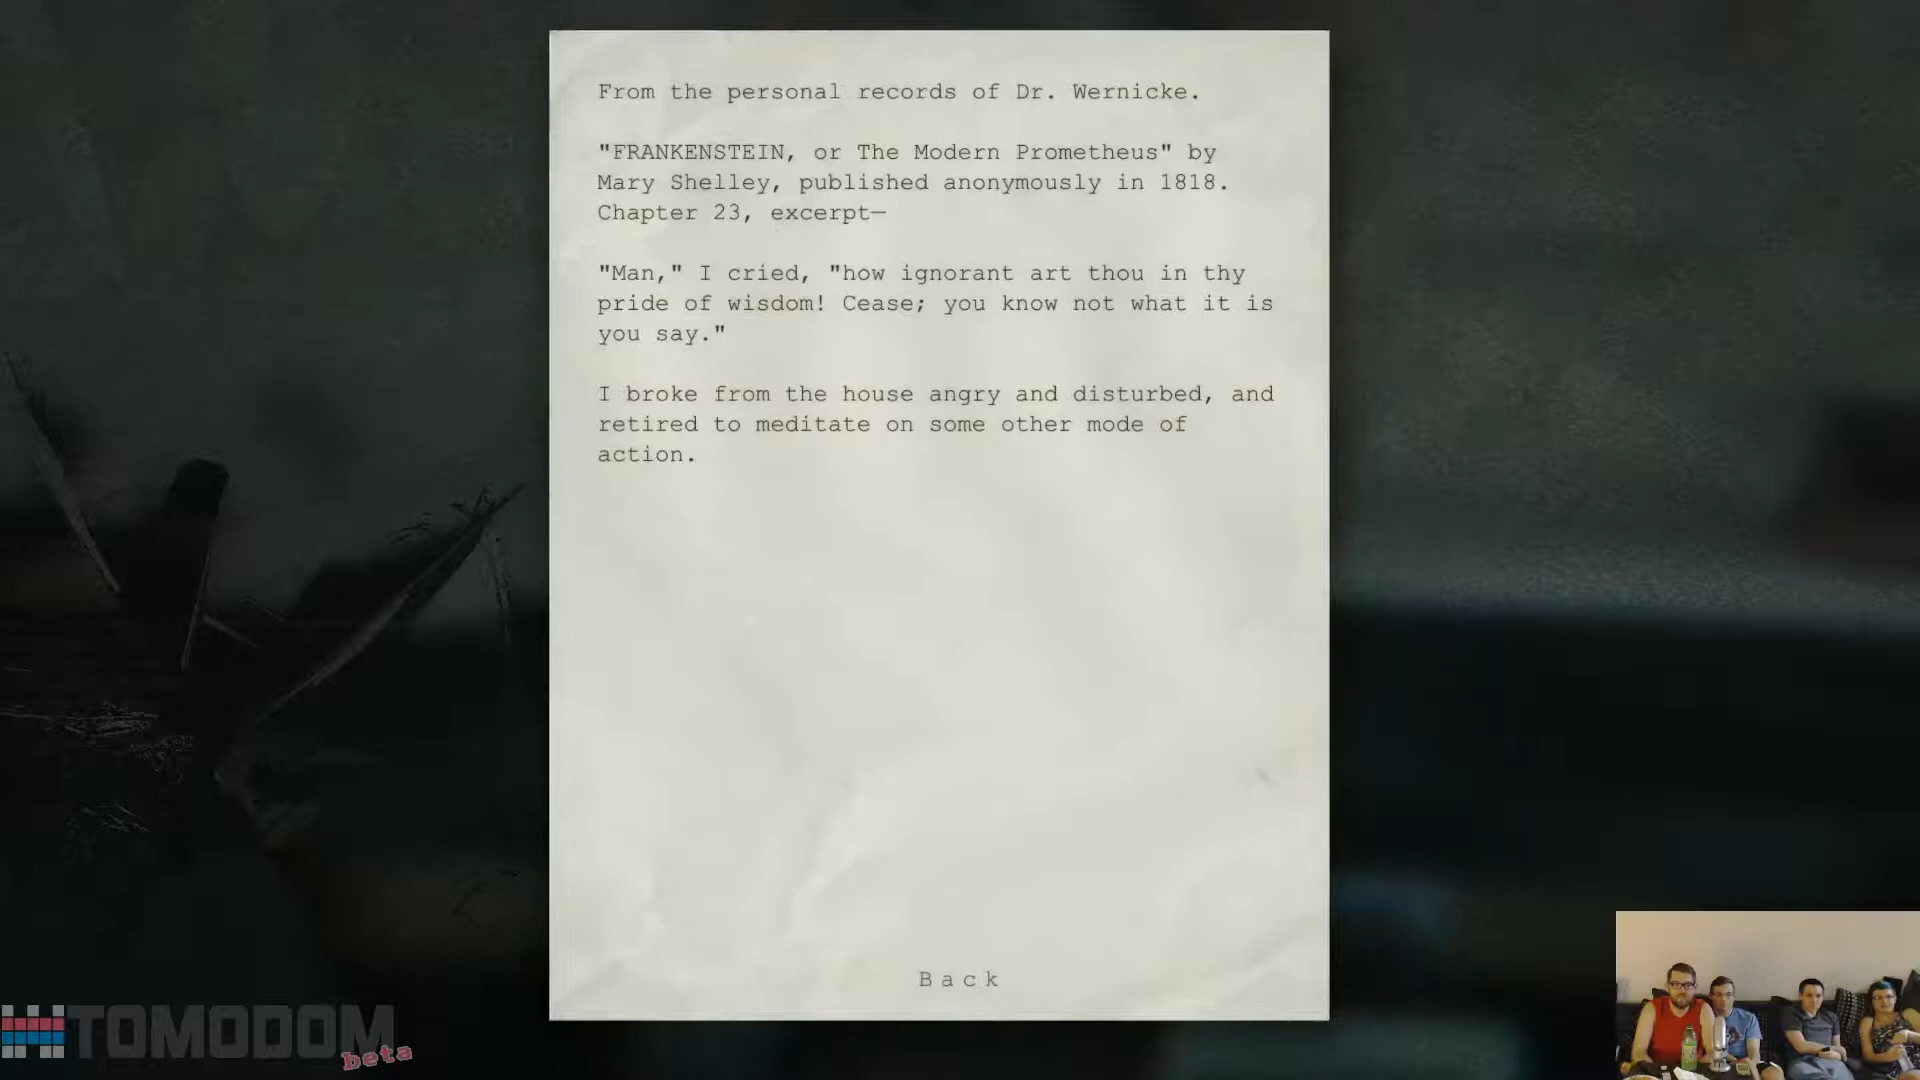 From the personal records of Dr. Wernicke.
"FRANKENSTEIN, or The Modern Prometheus" by
Mary Shelley, published anonymously in 1818.
Chapter 23, excerpt—
"Man," I cried, "how ignorant art thou in thy
pride of wisdom! Cease; you know not what it is
you say."
I broke from the house angry and disturbed, and
retired to meditate on some other mode of
action.
Back
TOMODOM
beta